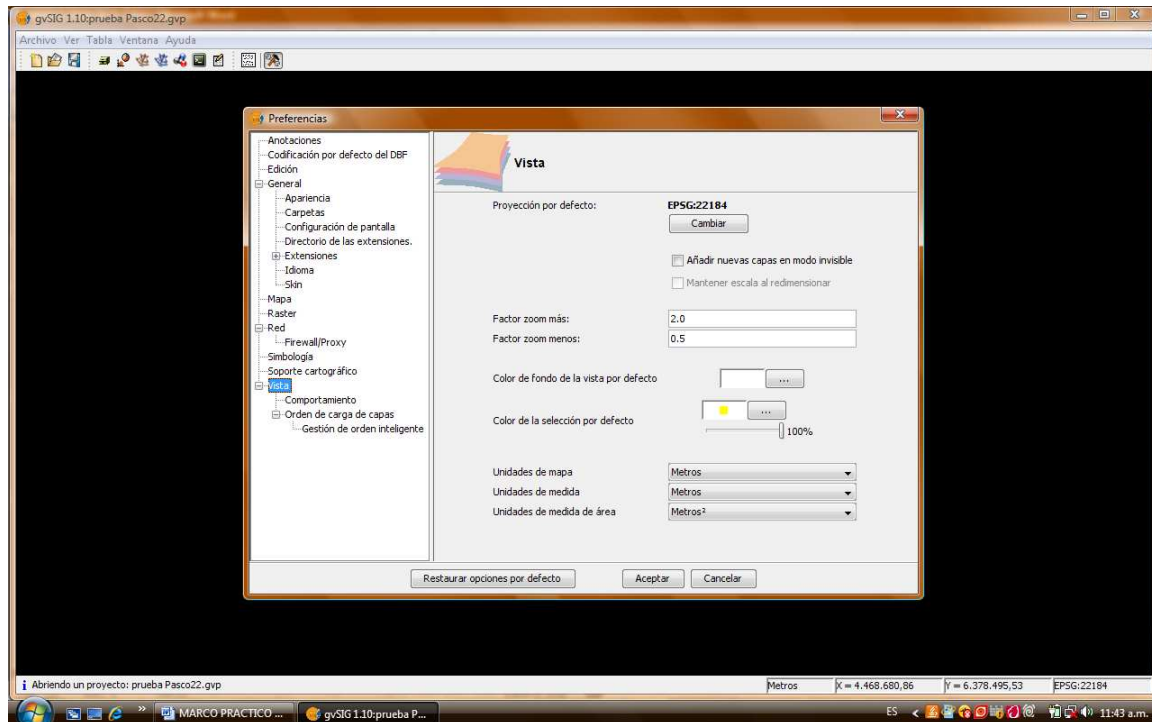 gvSIG 1.10:prueba Pasco22.gvp
Archivo Ver Tabla Ventana Ayuda
Preferencias
Anotaciones
Codificación por defecto del DBF
Edición
General
Apariencia
Carpetas
Configuración de pantalla
Directorio de las extensiones.
Extensiones
Idioma
Skin
Mapa
Raster
Red
Firewall/Proxy
Simbología
Soporte cartográfico
Vista
Comportamiento
Orden de carga de capas
Gestión de orden inteligente
Vista
Proyección por defecto: EPSG:22184
Cambiar
Añadir nuevas capas en modo invisible
Mantener escala al redimensionar
Factor zoom más: 2.0
Factor zoom menos: 0.5
Color de fondo de la vista por defecto ...
Color de la selección por defecto ...
100%
Unidades de mapa Metros
Unidades de medida Metros
Unidades de medida de área Metros²
Restaurar opciones por defecto Aceptar Cancelar
Abriendo un proyecto: prueba Pasco22.gvp Metros X = 4.468.680,86 Y = 6.378.495,53 EPSG:22184
MARCO PRACTICO ... gvSIG 1.10:prueba P... ES 11:43 a.m.